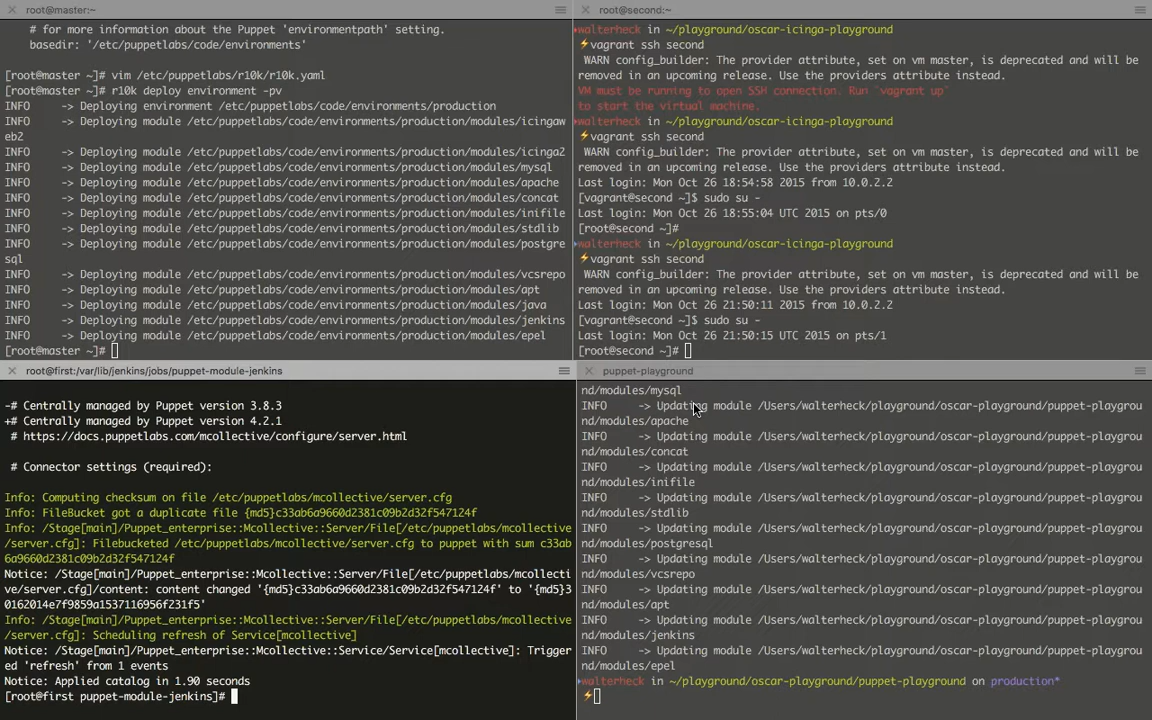 root@master:~
# for more information about the Puppet 'environmentpath' setting.
basedir: '/etc/puppetlabs/code/environments'
[root@master ~]# vim /etc/puppetlabs/r10k/r10k.yaml
[root@master ~]# r10k deploy environment -pv
INFO     -> Deploying environment /etc/puppetlabs/code/environments/production
INFO     -> Deploying module /etc/puppetlabs/code/environments/production/modules/icingaw
eb2
INFO     -> Deploying module /etc/puppetlabs/code/environments/production/modules/icinga2
INFO     -> Deploying module /etc/puppetlabs/code/environments/production/modules/mysql
INFO     -> Deploying module /etc/puppetlabs/code/environments/production/modules/apache
INFO     -> Deploying module /etc/puppetlabs/code/environments/production/modules/concat
INFO     -> Deploying module /etc/puppetlabs/code/environments/production/modules/inifile
INFO     -> Deploying module /etc/puppetlabs/code/environments/production/modules/stdlib
INFO     -> Deploying module /etc/puppetlabs/code/environments/production/modules/postgre
sql
INFO     -> Deploying module /etc/puppetlabs/code/environments/production/modules/vcsrepo
INFO     -> Deploying module /etc/puppetlabs/code/environments/production/modules/apt
INFO     -> Deploying module /etc/puppetlabs/code/environments/production/modules/java
INFO     -> Deploying module /etc/puppetlabs/code/environments/production/modules/jenkins
INFO     -> Deploying module /etc/puppetlabs/code/environments/production/modules/epel
[root@master ~]#
root@second:~
walterheck in ~/playground/oscar-icinga-playground
⚡vagrant ssh second
WARN config_builder: The provider attribute, set on vm master, is deprecated and will be
removed in an upcoming release. Use the providers attribute instead.
VM must be running to open SSH connection. Run `vagrant up`
to start the virtual machine.
walterheck in ~/playground/oscar-icinga-playground
⚡vagrant ssh second
WARN config_builder: The provider attribute, set on vm master, is deprecated and will be
removed in an upcoming release. Use the providers attribute instead.
Last login: Mon Oct 26 18:54:58 2015 from 10.0.2.2
[vagrant@second ~]$ sudo su -
Last login: Mon Oct 26 18:55:04 UTC 2015 on pts/0
[root@second ~]#
walterheck in ~/playground/oscar-icinga-playground
⚡vagrant ssh second
WARN config_builder: The provider attribute, set on vm master, is deprecated and will be
removed in an upcoming release. Use the providers attribute instead.
Last login: Mon Oct 26 21:50:11 2015 from 10.0.2.2
[vagrant@second ~]$ sudo su -
Last login: Mon Oct 26 21:50:15 UTC 2015 on pts/1
[root@second ~]#
root@first:/var/lib/jenkins/jobs/puppet-module-jenkins
-# Centrally managed by Puppet version 3.8.3
+# Centrally managed by Puppet version 4.2.1
# https://docs.puppetlabs.com/mcollective/configure/server.html
# Connector settings (required):
Info: Computing checksum on file /etc/puppetlabs/mcollective/server.cfg
Info: FileBucket got a duplicate file {md5}c33ab6a9660d2381c09b2d32f547124f
Info: /Stage[main]/Puppet_enterprise::Mcollective::Server/File[/etc/puppetlabs/mcollective
/server.cfg]: Filebucketed /etc/puppetlabs/mcollective/server.cfg to puppet with sum c33ab
6a9660d2381c09b2d32f547124f
Notice: /Stage[main]/Puppet_enterprise::Mcollective::Server/File[/etc/puppetlabs/mcollecti
ve/server.cfg]/content: content changed '{md5}c33ab6a9660d2381c09b2d32f547124f' to '{md5}3
0162014e7f9859a1537116956f231f5'
Info: /Stage[main]/Puppet_enterprise::Mcollective::Server/File[/etc/puppetlabs/mcollective
/server.cfg]: Scheduling refresh of Service[mcollective]
Notice: /Stage[main]/Puppet_enterprise::Mcollective::Service/Service[mcollective]: Trigger
ed 'refresh' from 1 events
Notice: Applied catalog in 1.90 seconds
[root@first puppet-module-jenkins]#
puppet-playground
nd/modules/mysql
INFO     -> Updating module /Users/walterheck/playground/oscar-playground/puppet-playgrou
nd/modules/apache
INFO     -> Updating module /Users/walterheck/playground/oscar-playground/puppet-playgrou
nd/modules/concat
INFO     -> Updating module /Users/walterheck/playground/oscar-playground/puppet-playgrou
nd/modules/inifile
INFO     -> Updating module /Users/walterheck/playground/oscar-playground/puppet-playgrou
nd/modules/stdlib
INFO     -> Updating module /Users/walterheck/playground/oscar-playground/puppet-playgrou
nd/modules/postgresql
INFO     -> Updating module /Users/walterheck/playground/oscar-playground/puppet-playgrou
nd/modules/vcsrepo
INFO     -> Updating module /Users/walterheck/playground/oscar-playground/puppet-playgrou
nd/modules/apt
INFO     -> Updating module /Users/walterheck/playground/oscar-playground/puppet-playgrou
nd/modules/jenkins
INFO     -> Updating module /Users/walterheck/playground/oscar-playground/puppet-playgrou
nd/modules/epel
walterheck in ~/playground/oscar-playground/puppet-playground on production*
⚡